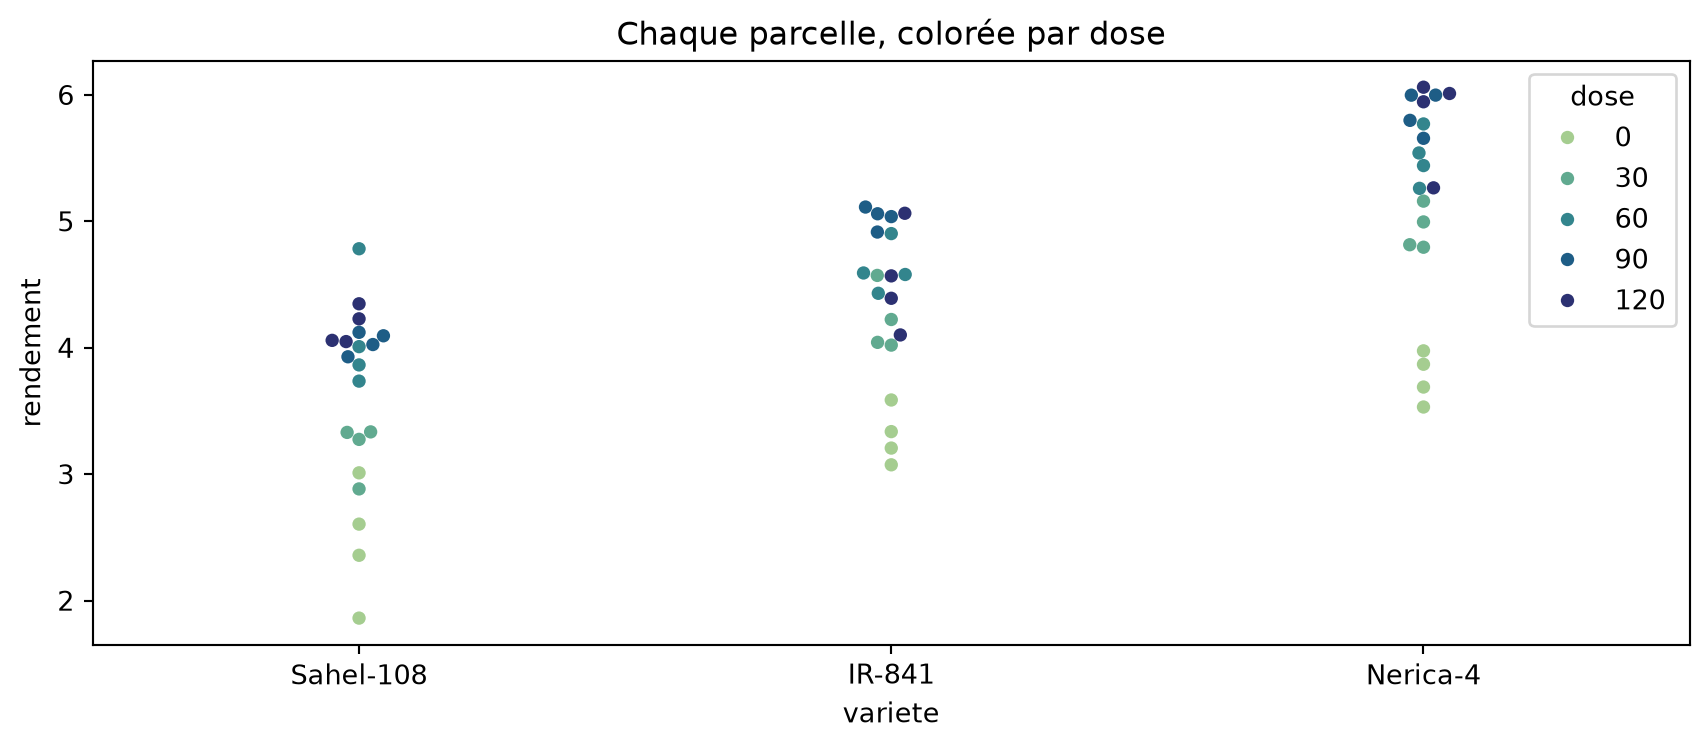 Chaque parcelle, colorée par dose
dose
0
30
60
90
120
6
5
4
3
2
rendement
Sahel-108
IR-841
Nerica-4
variete